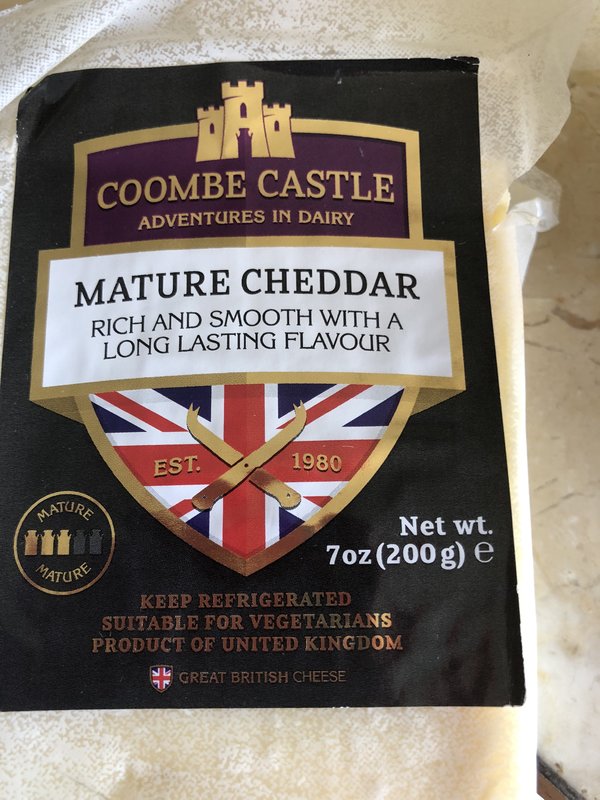 COOMBE CASTLE
ADVENTURES IN DAIRY
MATURE CHEDDAR
RICH AND SMOOTH WITH A
LONG LASTING FLAVOUR
EST. 1980
MATURE
MATURE
Net wt.
7oz (200g) e
KEEP REFRIGERATED
SUITABLE FOR VEGETARIANS
PRODUCT OF UNITED KINGDOM
GREAT BRITISH CHEESE